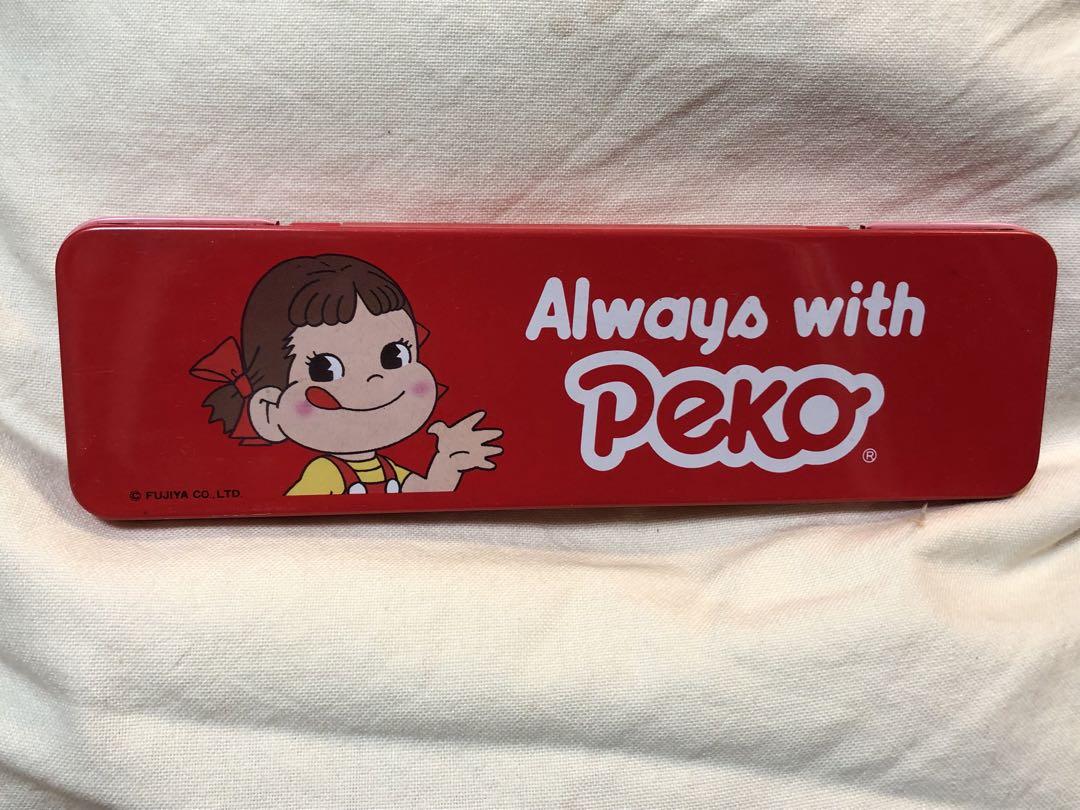 Always with
Peko
®
© FUJIYA CO., LTD.